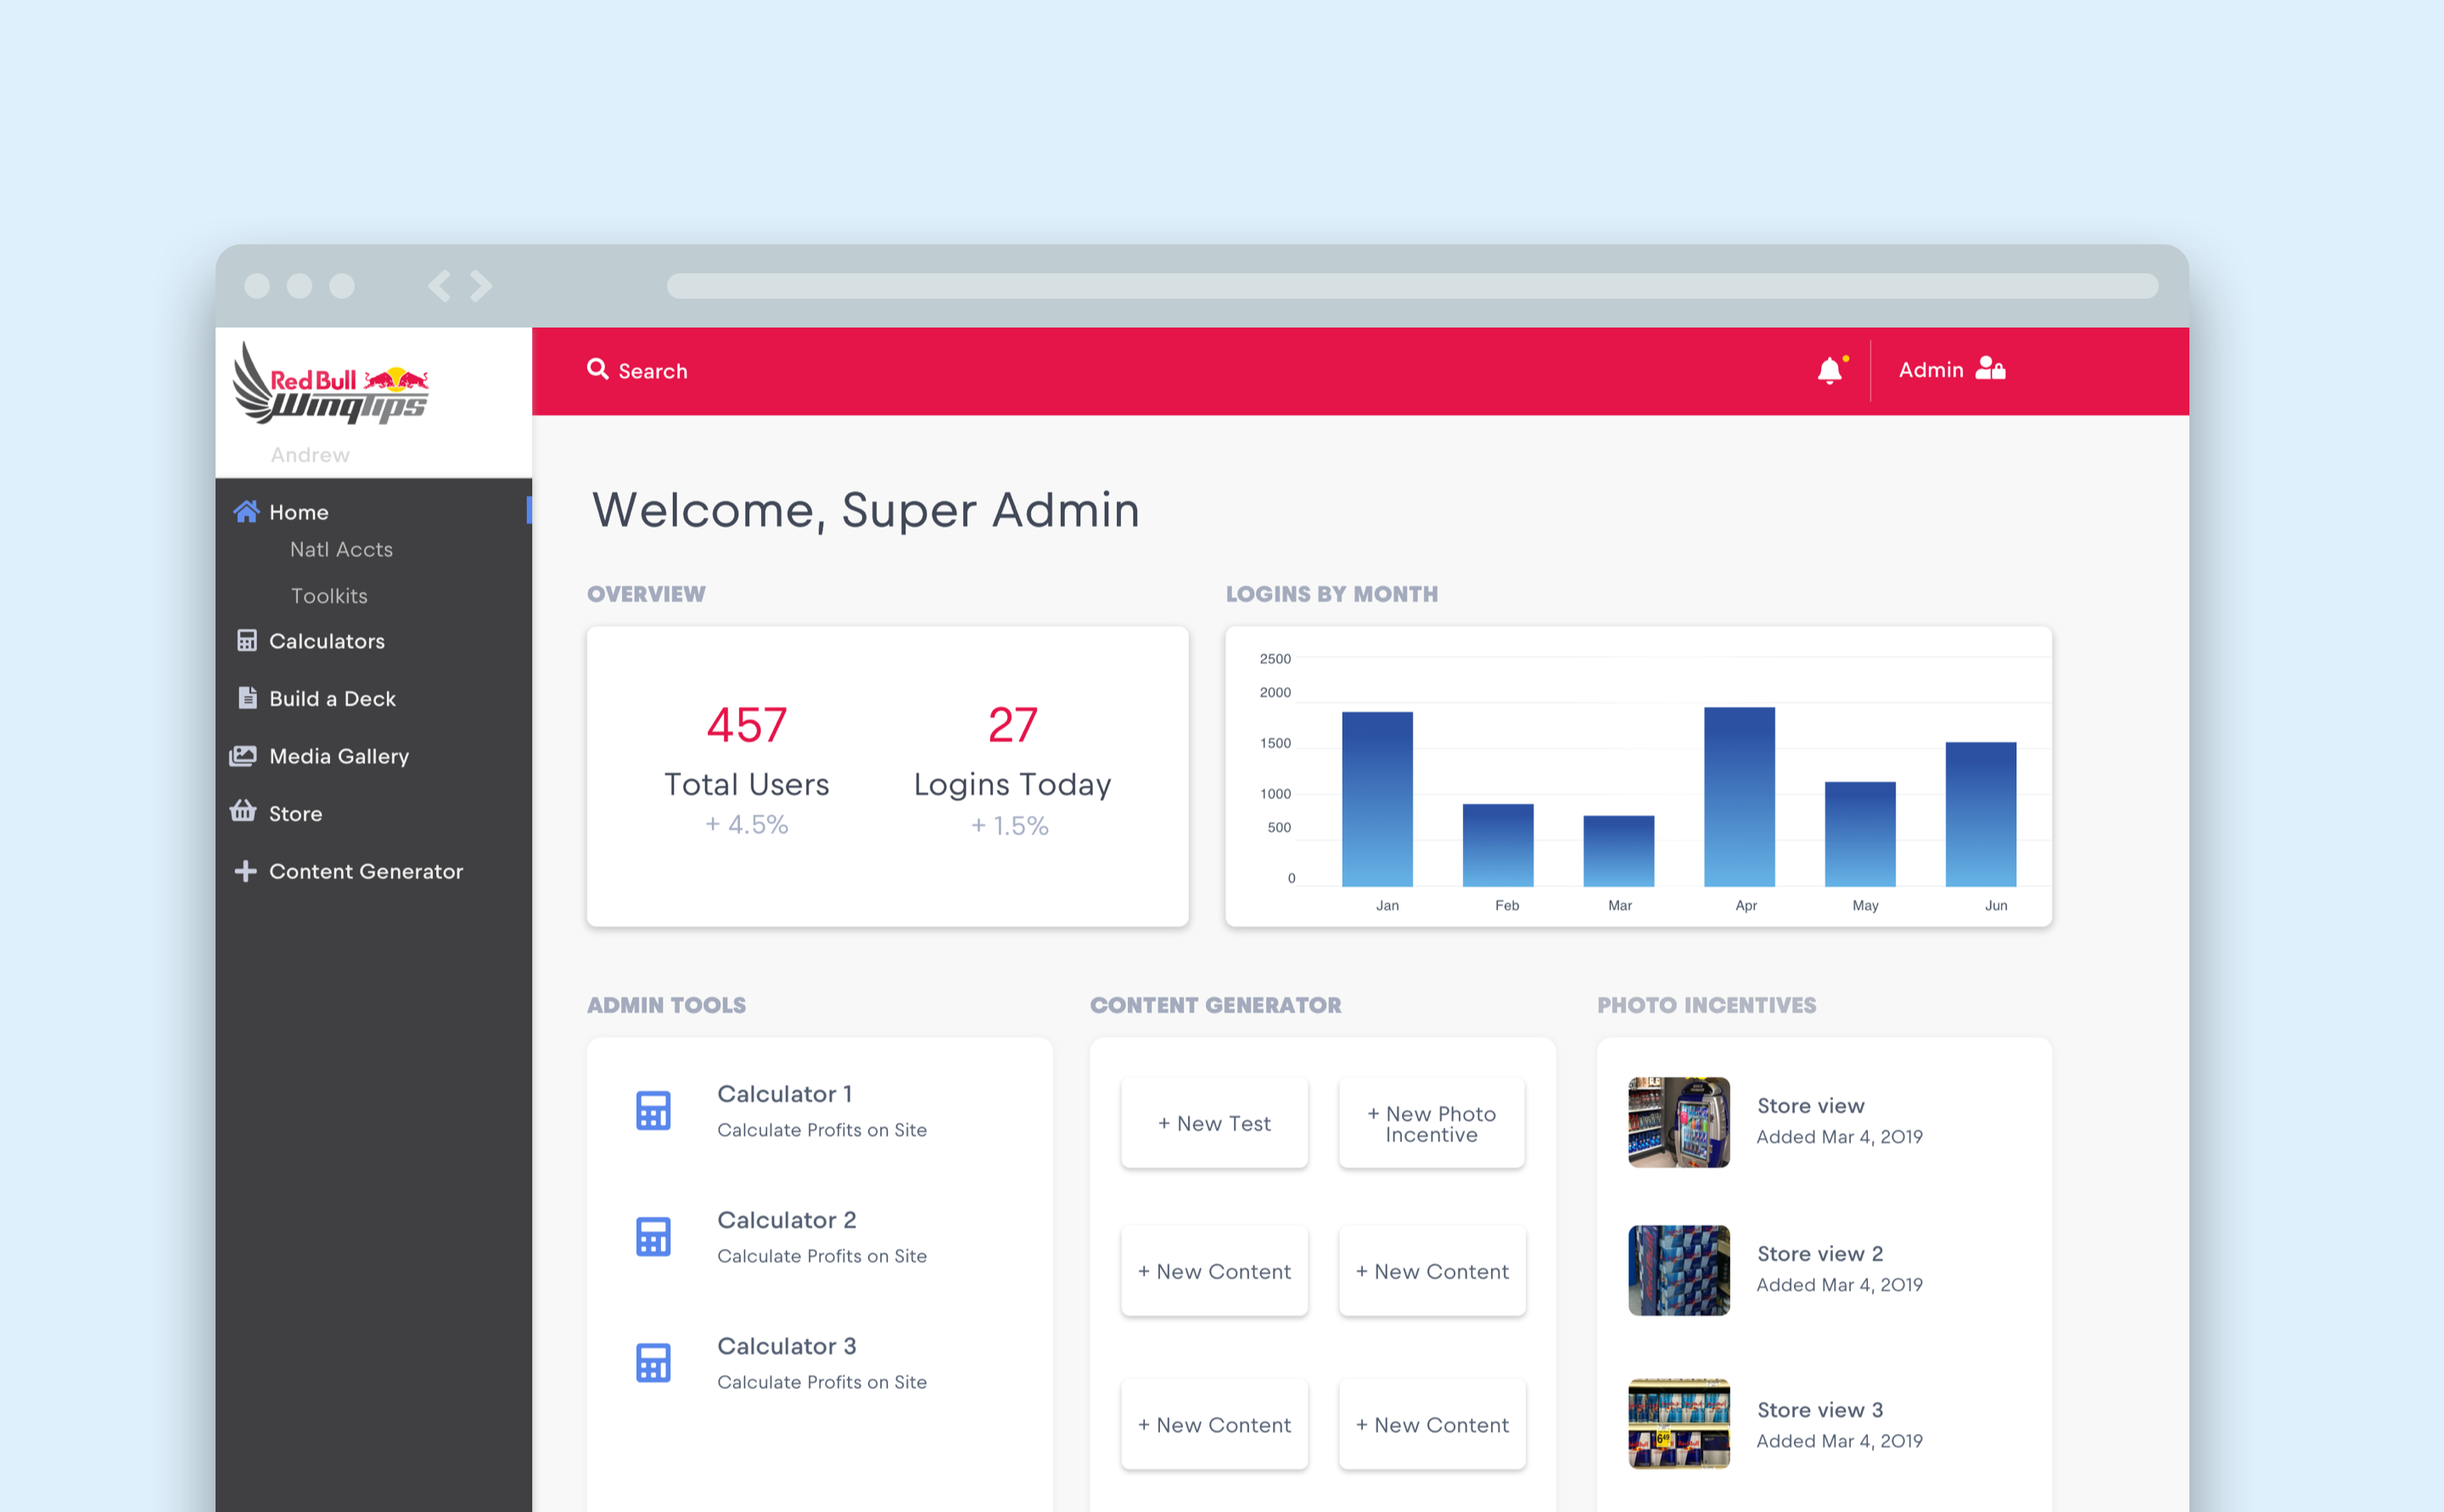 Red Bull
WingTips
Andrew
Search
Admin
Home
Natl Accts
Toolkits
Calculators
Build a Deck
Media Gallery
Store
Content Generator
Welcome, Super Admin
OVERVIEW
457
Total Users
+ 4.5%
27
Logins Today
+ 1.5%
LOGINS BY MONTH
2500
2000
1500
1000
500
0
Jan
Feb
Mar
Apr
May
Jun
ADMIN TOOLS
Calculator 1
Calculate Profits on Site
Calculator 2
Calculate Profits on Site
Calculator 3
Calculate Profits on Site
CONTENT GENERATOR
+ New Test
+ New Photo
Incentive
+ New Content
+ New Content
+ New Content
+ New Content
PHOTO INCENTIVES
Store view
Added Mar 4, 2019
Store view 2
Added Mar 4, 2019
Store view 3
Added Mar 4, 2019